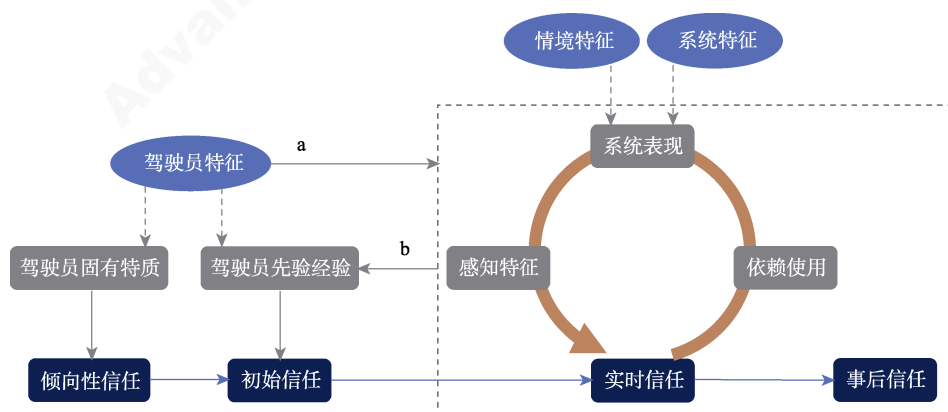 情境特征
系统特征
系统表现
驾驶员特征
a
驾驶员固有特质
驾驶员先验经验
b
感知特征
依赖使用
倾向性信任
初始信任
实时信任
事后信任
Advan